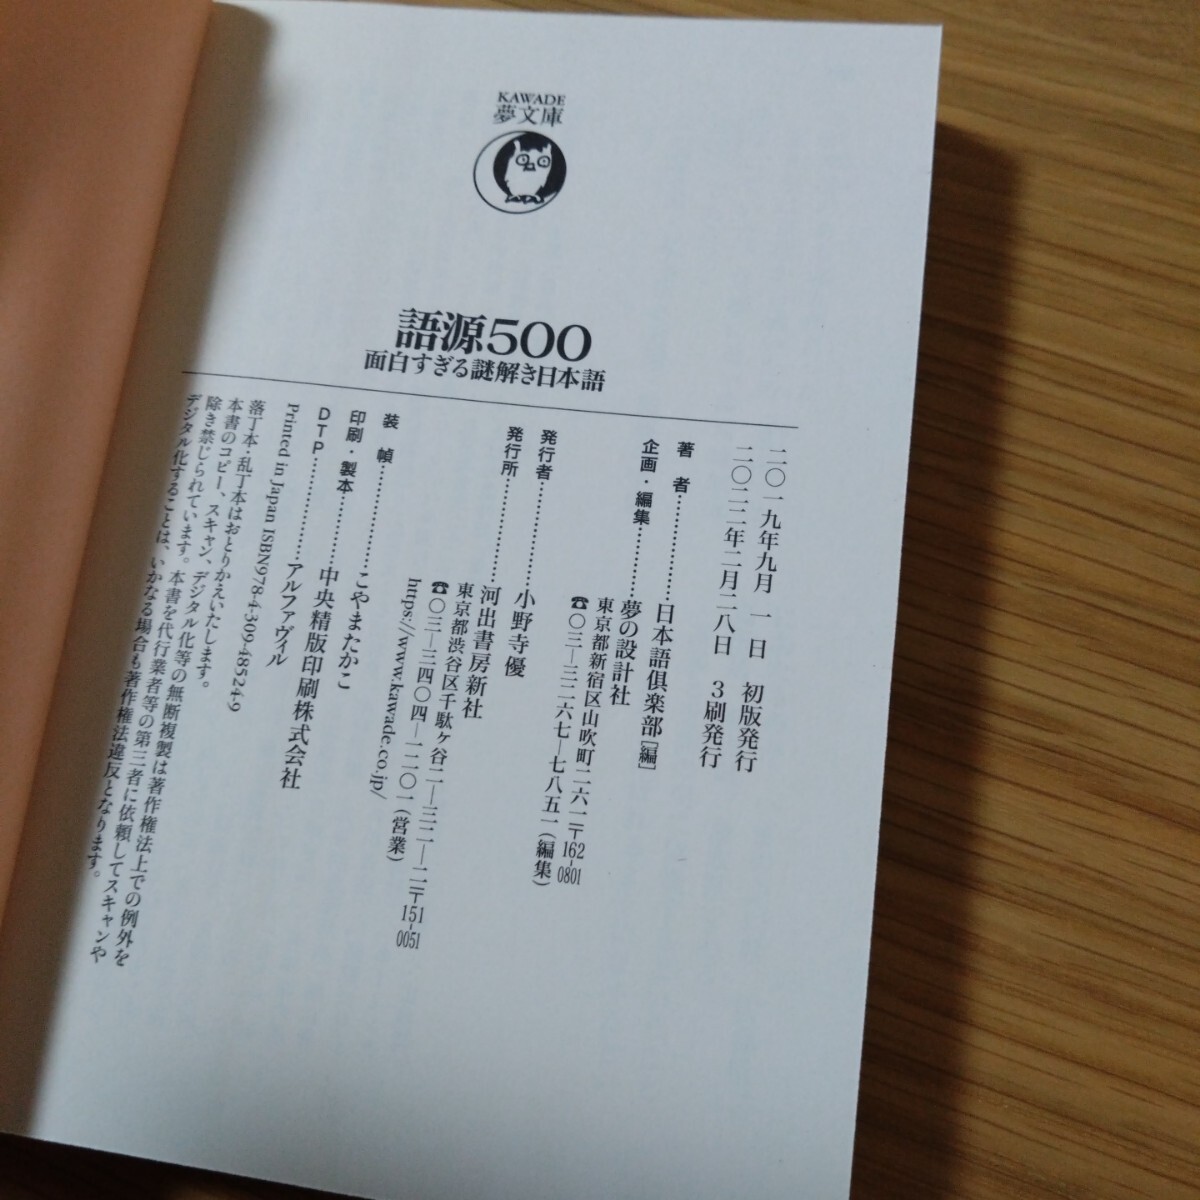 KAWADE
夢文庫
語源500
面白すぎる謎解き日本語
二〇一九年九月 一 日 初版発行
二〇二二年二月二八日 3刷発行
著 者………………日本語倶楽部[編]
企画・編集…………夢の設計社
東京都新宿区山吹町二六一〒162-0801
☎〇三―三二六七―七八五一(編集)
発行者………………小野寺優
発行所………………河出書房新社
東京都渋谷区千駄ヶ谷二―三二―二〒151-0051
☎〇三―三四〇四―一二〇一(営業)
https://www.kawade.co.jp/
装 幀………………こやまたかこ
印刷・製本…………中央精版印刷株式会社
DTP………………アルファヴィル
Printed in Japan ISBN978-4-309-48524-9
落丁本・乱丁本はおとりかえいたします。
本書のコピー、スキャン、デジタル化等の無断複製は著作権法上での例外を
除き禁じられています。本書を代行業者等の第三者に依頼してスキャンや
デジタル化することは、いかなる場合も著作権法違反となります。